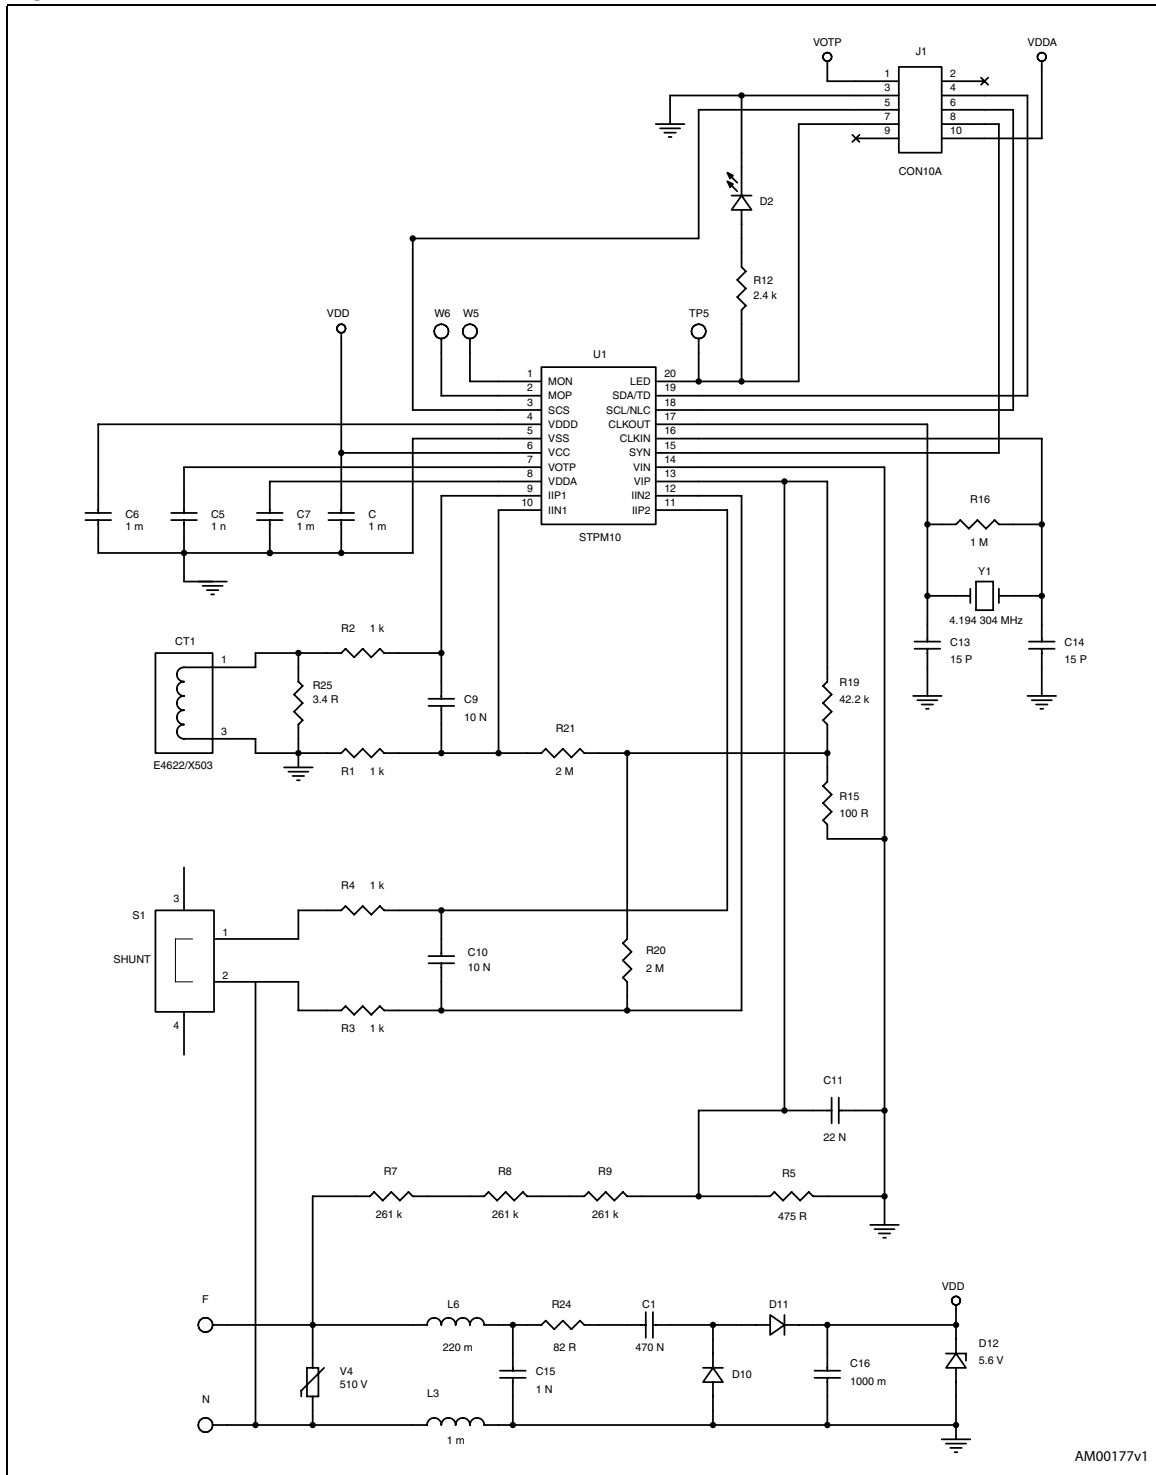 VOTP
J1
VDDA
1 2
3 4
5 6
7 8
9 10
CON10A
D2
R12
2.4 k
VDD
W6 W5
TP5
U1
1 MON LED 20
2 MOP SDA/TD 19
3 SCS SCL/NLC 18
4 VDDD CLKOUT 17
5 VSS CLKIN 16
6 VCC SYN 15
7 VOTP VIN 14
8 VDDA VIP 13
9 IIP1 IIN2 12
10 IIN1 IIP2 11
STPM10
C6
1 m
C5
1 n
C7
1 m
C
1 m
R16
1 M
Y1
4.194 304 MHz
C13
15 P
C14
15 P
CT1
1
3
E4622/X503
R2 1 k
R25
3.4 R
C9
10 N
R1 1 k
R21
2 M
R19
42.2 k
R15
100 R
3
S1
1
SHUNT
2
4
R4 1 k
C10
10 N
R3 1 k
R20
2 M
C11
22 N
R7
261 k
R8
261 k
R9
261 k
R5
475 R
F
L6
220 m
R24
82 R
C1
470 N
D11
VDD
D12
5.6 V
V4
510 V
C15
1 N
D10
C16
1000 m
N
L3
1 m
AM00177v1